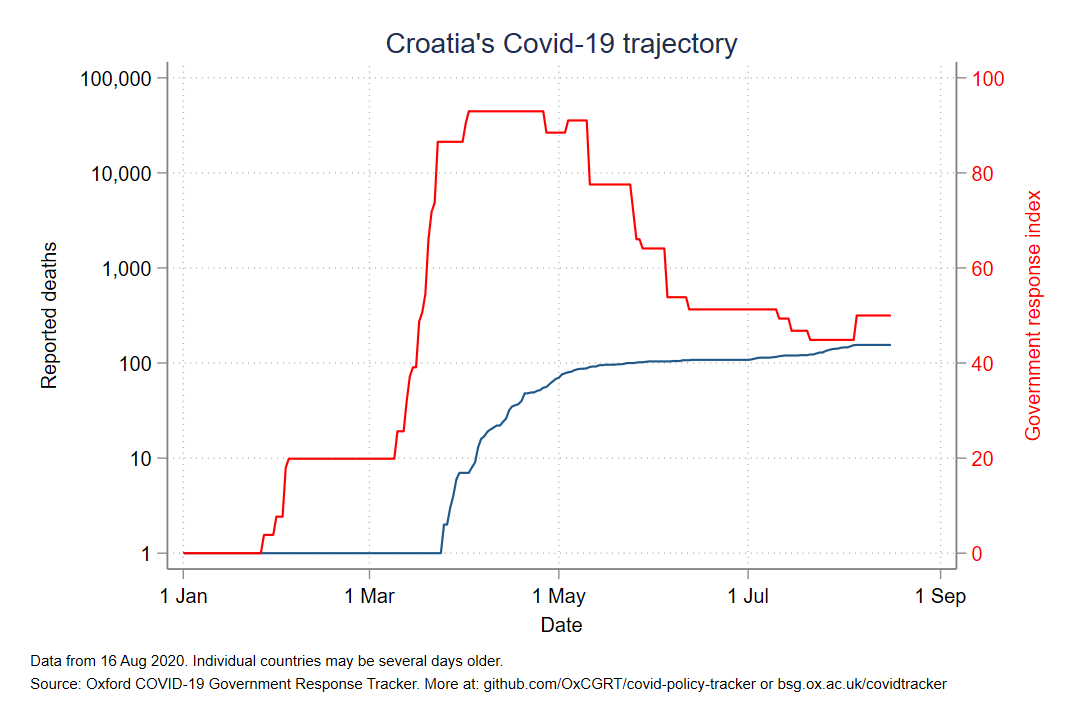 Croatia's Covid-19 trajectory
100,000
10,000
1,000
100
10
1
Reported deaths
100
80
60
40
20
0
Government response index
1 Jan
1 Mar
1 May
1 Jul
1 Sep
Date
Data from 16 Aug 2020. Individual countries may be several days older.
Source: Oxford COVID-19 Government Response Tracker. More at: github.com/OxCGRT/covid-policy-tracker or bsg.ox.ac.uk/covidtracker